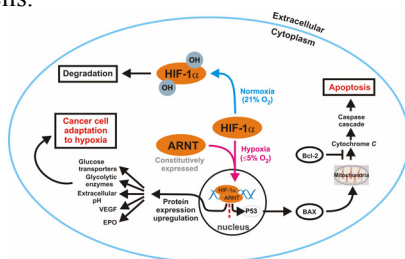 ens.
Extracellular
Cytoplasm
OH
HIF-1α
OH
Degradation
Normoxia
(21% O₂)
Apoptosis
Cancer cell
adaptation
to hypoxia
HIF-1α
ARNT
Constitutively
expressed
Hypoxia
(≤5% O₂)
Caspase
cascade
Cytochrome C
Bcl-2
Mitochondria
Glucose
transporters
Glycolytic
enzymes
Extracellular
pH
VEGF
EPO
Protein
expression
upregulation
HIF-1α
ARNT
P53
nucleus
BAX